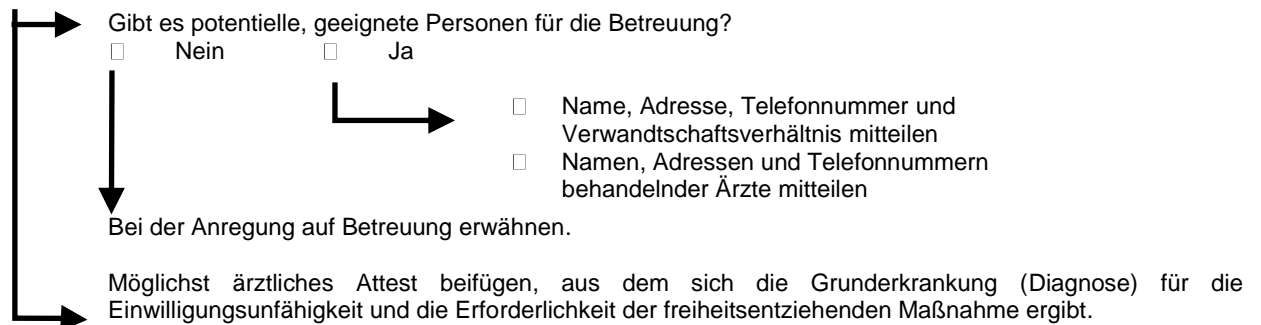 Gibt es potentielle, geeignete Personen für die Betreuung?
Nein Ja
Name, Adresse, Telefonnummer und
Verwandtschaftsverhältnis mitteilen
Namen, Adressen und Telefonnummern
behandelnder Ärzte mitteilen
Bei der Anregung auf Betreuung erwähnen.
Möglichst ärztliches Attest beifügen, aus dem sich die Grunderkrankung (Diagnose) für die
Einwilligungsunfähigkeit und die Erforderlichkeit der freiheitsentziehenden Maßnahme ergibt.